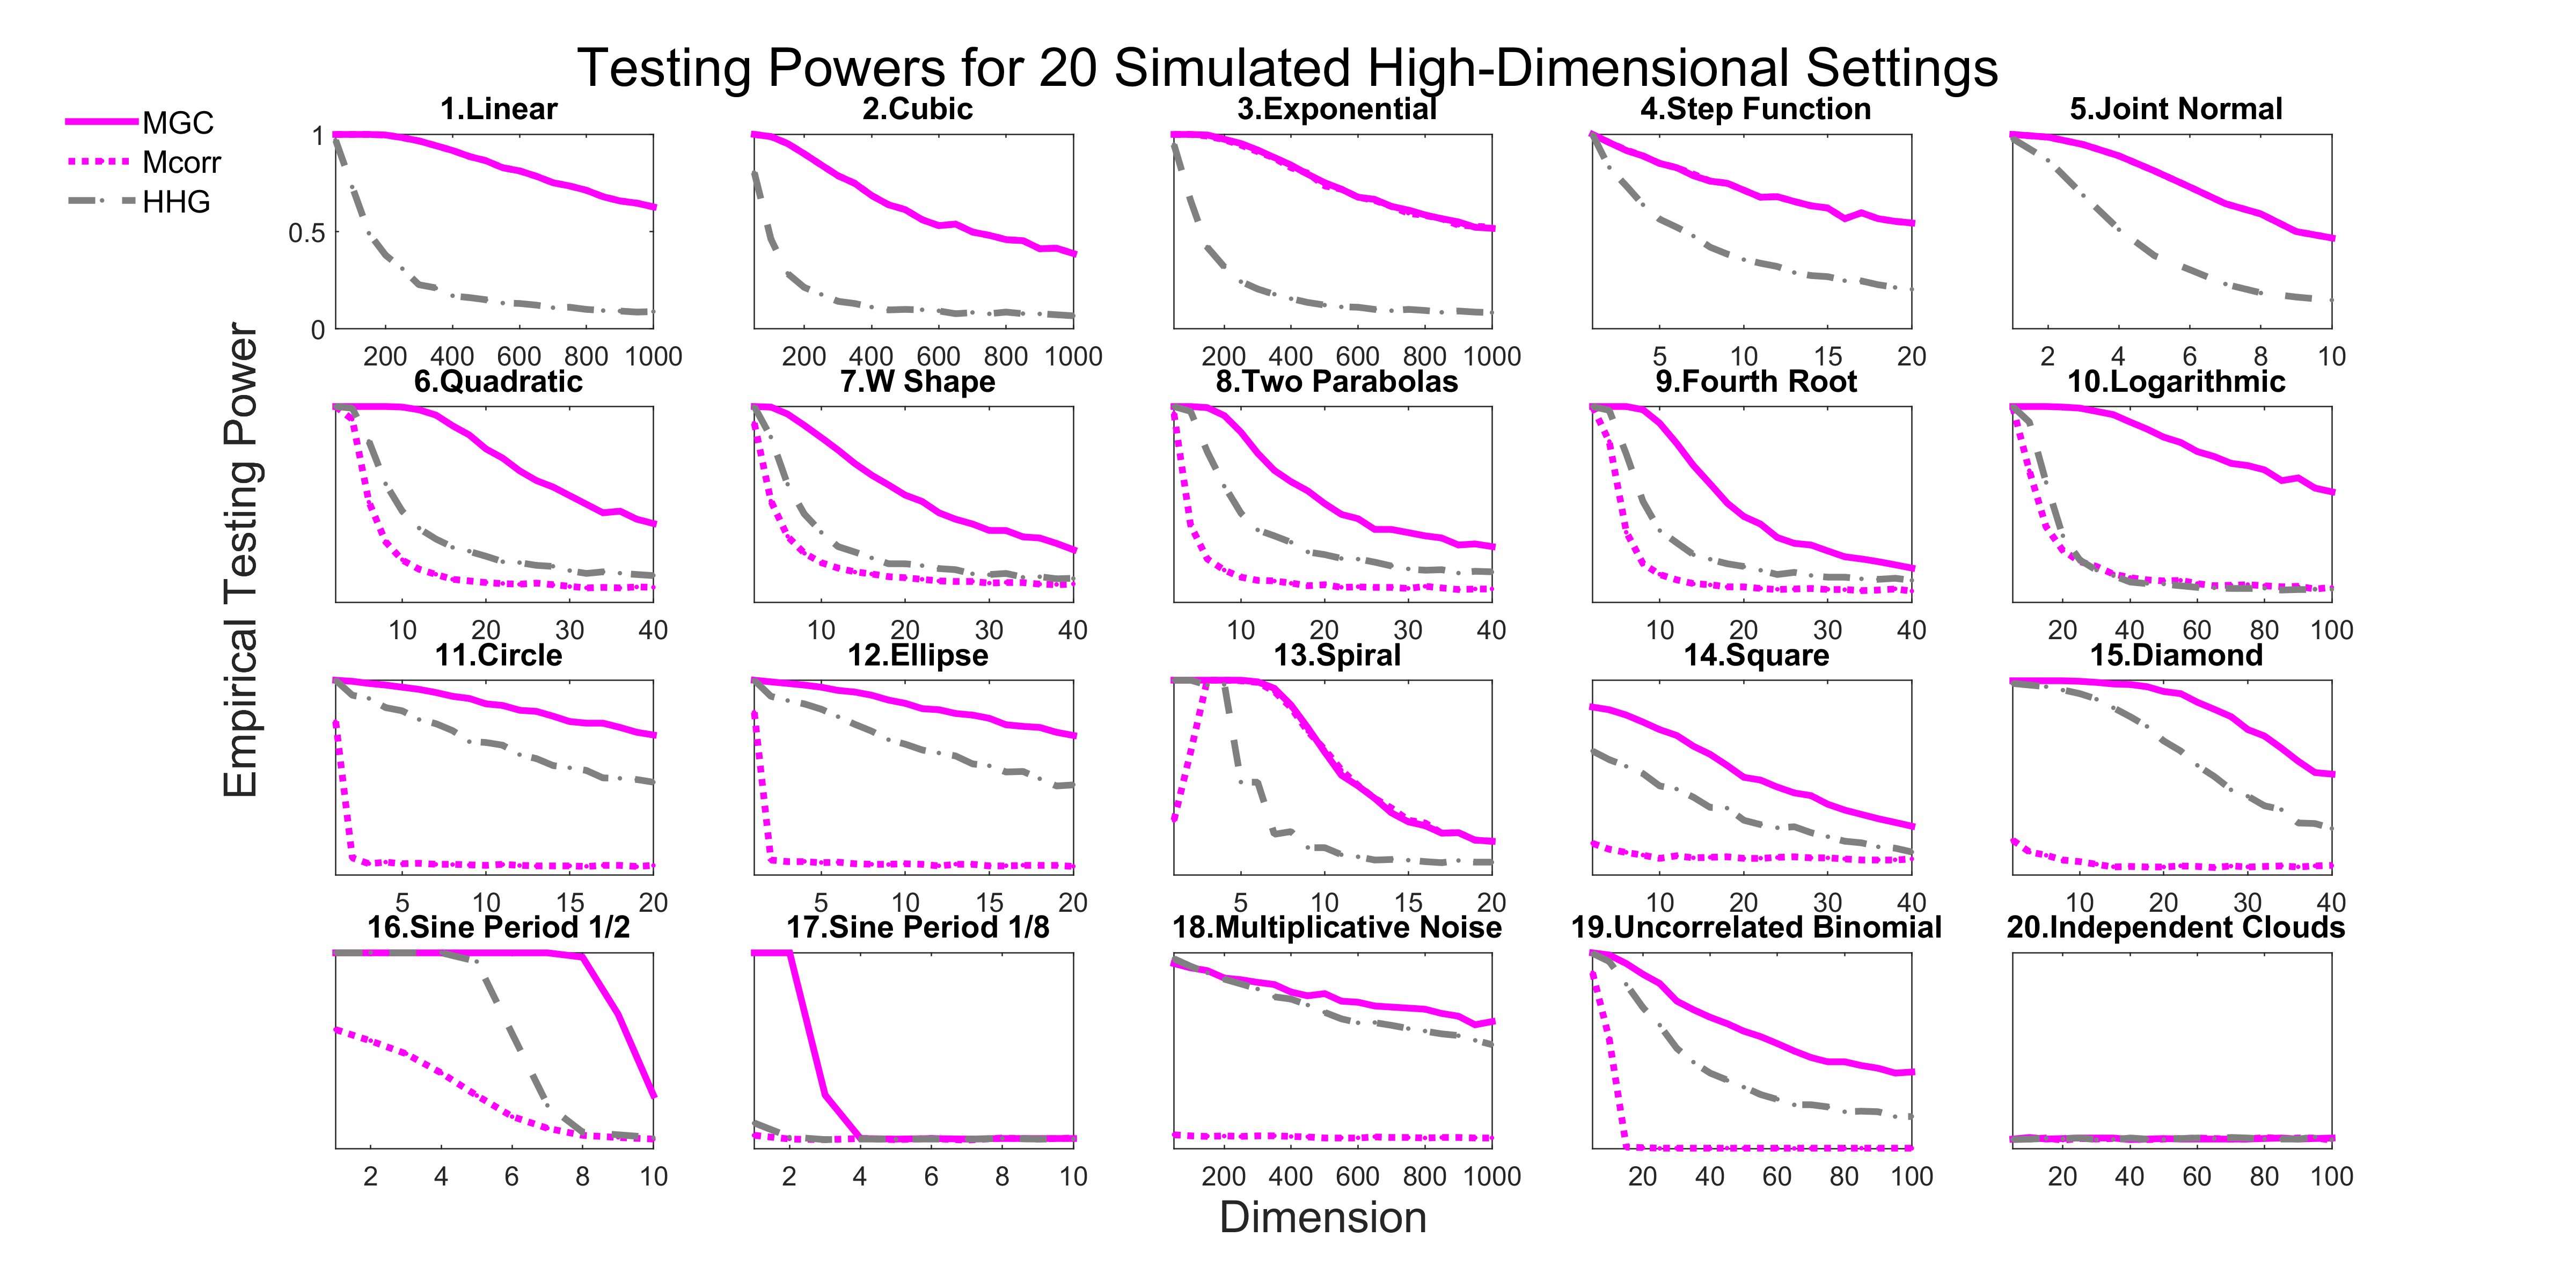 Testing Powers for 20 Simulated High-Dimensional Settings
MGC
Mcorr
HHG
Empirical Testing Power
1.Linear
1
0.5
0
200 400 600 800 1000
2.Cubic
200 400 600 800 1000
3.Exponential
200 400 600 800 1000
4.Step Function
5 10 15 20
5.Joint Normal
2 4 6 8 10
6.Quadratic
10 20 30 40
7.W Shape
10 20 30 40
8.Two Parabolas
10 20 30 40
9.Fourth Root
10 20 30 40
10.Logarithmic
20 40 60 80 100
11.Circle
5 10 15 20
12.Ellipse
5 10 15 20
13.Spiral
5 10 15 20
14.Square
10 20 30 40
15.Diamond
10 20 30 40
16.Sine Period 1/2
2 4 6 8 10
17.Sine Period 1/8
2 4 6 8 10
18.Multiplicative Noise
200 400 600 800 1000
19.Uncorrelated Binomial
20 40 60 80 100
20.Independent Clouds
20 40 60 80 100
Dimension